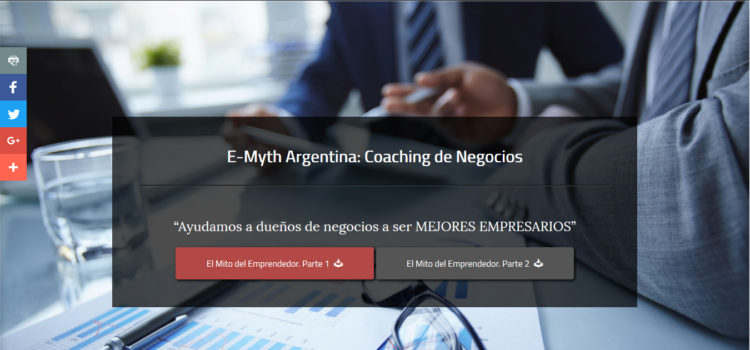 E-Myth Argentina: Coaching de Negocios
“Ayudamos a dueños de negocios a ser MEJORES EMPRESARIOS”
El Mito del Emprendedor. Parte 1
El Mito del Emprendedor. Parte 2